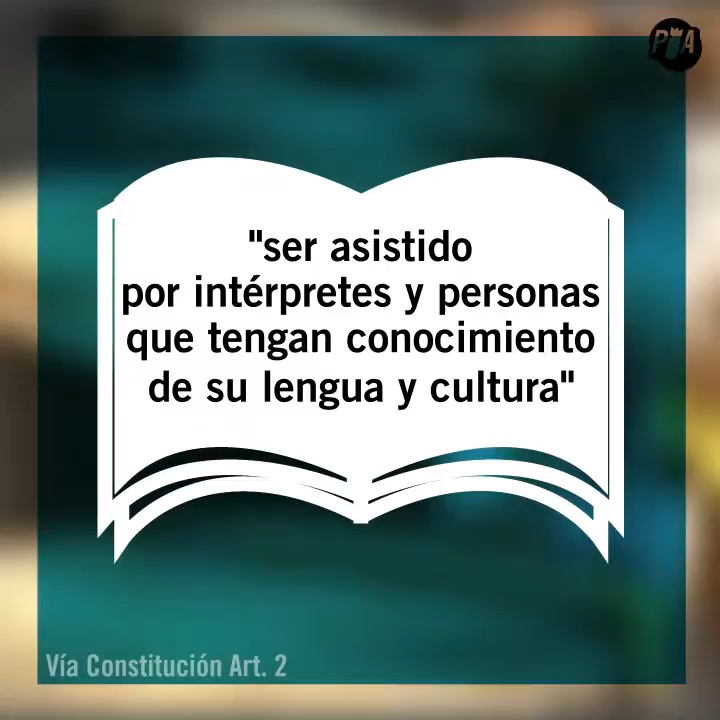 "ser asistido
por intérpretes y personas
que tengan conocimiento
de su lengua y cultura"
Vía Constitución Art. 2